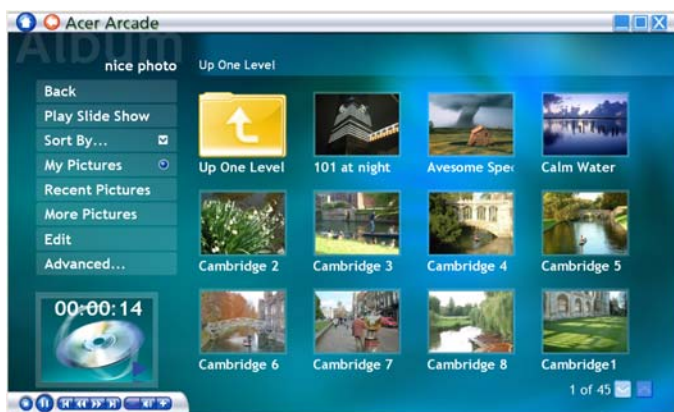 Acer Arcade
Album
nice photo
Up One Level
Back
Play Slide Show
Sort By...
My Pictures
Recent Pictures
More Pictures
Edit
Advanced...
00:00:14
Up One Level
101 at night
Avesome Spec
Calm Water
Cambridge 2
Cambridge 3
Cambridge 4
Cambridge 5
Cambridge 6
Cambridge 7
Cambridge 8
Cambridge1
1 of 45